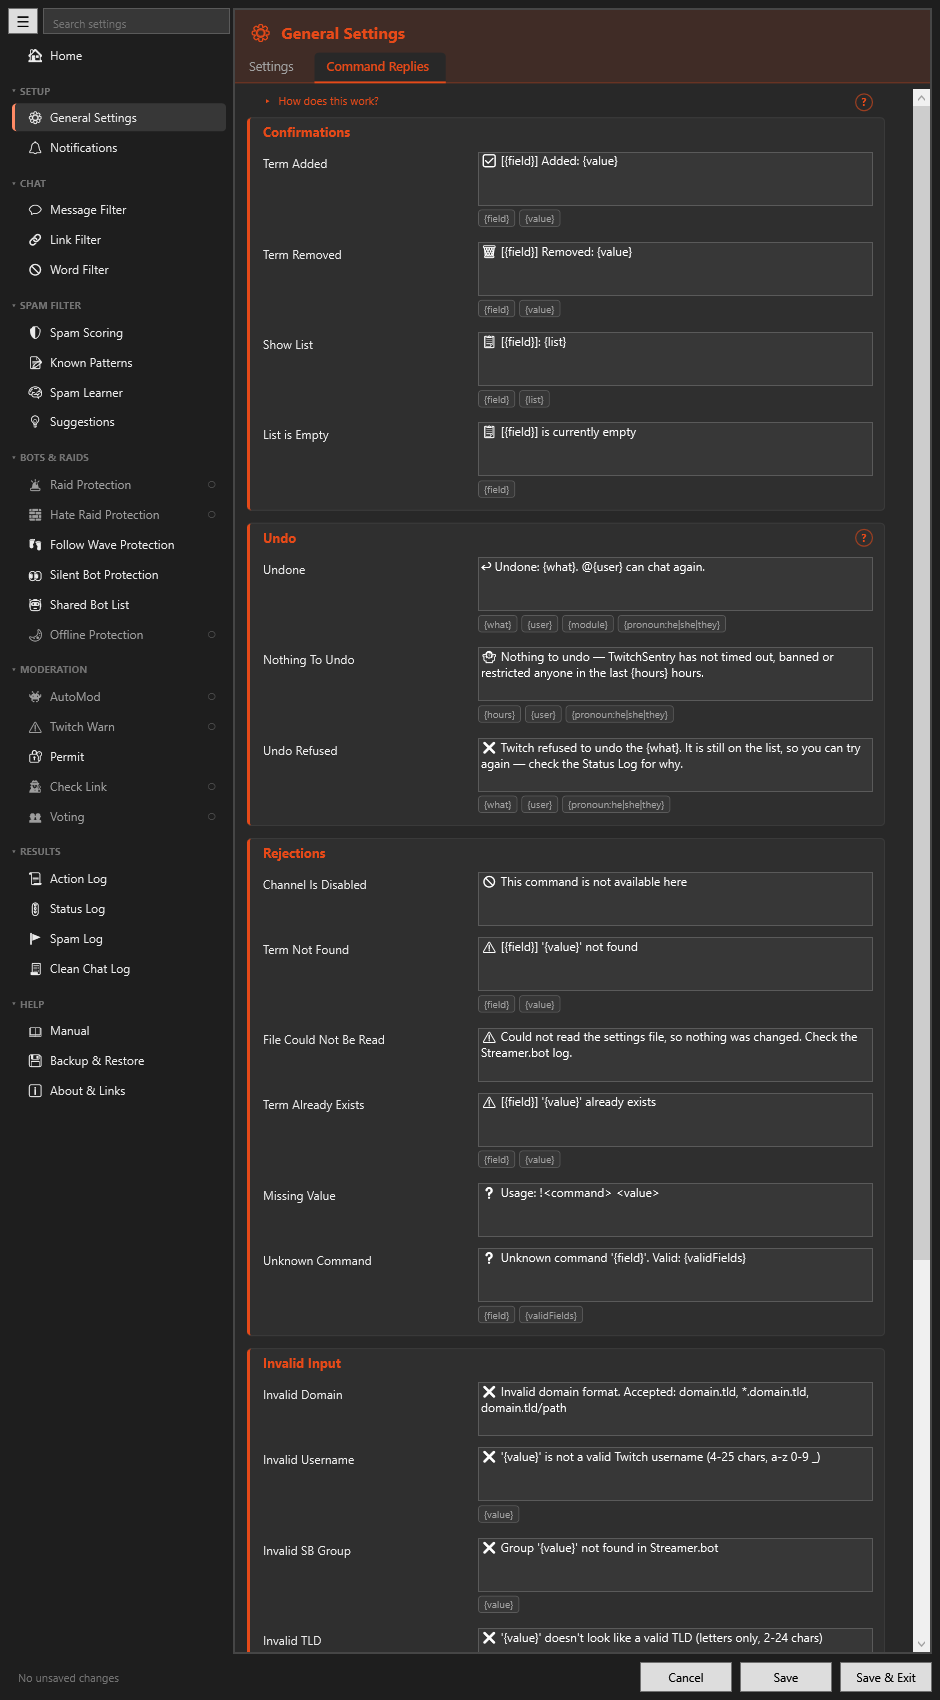 Search settings
Home
SETUP
General Settings
Notifications
CHAT
Message Filter
Link Filter
Word Filter
SPAM FILTER
Spam Scoring
Known Patterns
Spam Learner
Suggestions
BOTS & RAIDS
Raid Protection
Hate Raid Protection
Follow Wave Protection
Silent Bot Protection
Shared Bot List
Offline Protection
MODERATION
AutoMod
Twitch Warn
Permit
Check Link
Voting
RESULTS
Action Log
Status Log
Spam Log
Clean Chat Log
HELP
Manual
Backup & Restore
About & Links
General Settings
Settings Command Replies
How does this work? ?
Confirmations
Term Added
[{field}] Added: {value}
{field} {value}
Term Removed
[{field}] Removed: {value}
{field} {value}
Show List
[{field}]: {list}
{field} {list}
List is Empty
[{field}] is currently empty
{field}
Undo ?
Undone
↩ Undone: {what}. @{user} can chat again.
{what} {user} {module} {pronoun:he|she|they}
Nothing To Undo
Nothing to undo — TwitchSentry has not timed out, banned or
restricted anyone in the last {hours} hours.
{hours} {user} {pronoun:he|she|they}
Undo Refused
❌ Twitch refused to undo the {what}. It is still on the list, so you can try
again — check the Status Log for why.
{what} {user} {pronoun:he|she|they}
Rejections
Channel Is Disabled
This command is not available here
Term Not Found
⚠ [{field}] '{value}' not found
{field} {value}
File Could Not Be Read
⚠ Could not read the settings file, so nothing was changed. Check the
Streamer.bot log.
Term Already Exists
⚠ [{field}] '{value}' already exists
{field} {value}
Missing Value
❓ Usage: !<command> <value>
Unknown Command
❓ Unknown command '{field}'. Valid: {validFields}
{field} {validFields}
Invalid Input
Invalid Domain
❌ Invalid domain format. Accepted: domain.tld, *.domain.tld,
domain.tld/path
Invalid Username
❌ '{value}' is not a valid Twitch username (4-25 chars, a-z 0-9 _)
{value}
Invalid SB Group
❌ Group '{value}' not found in Streamer.bot
{value}
Invalid TLD
❌ '{value}' doesn't look like a valid TLD (letters only, 2-24 chars)
No unsaved changes
Cancel Save Save & Exit